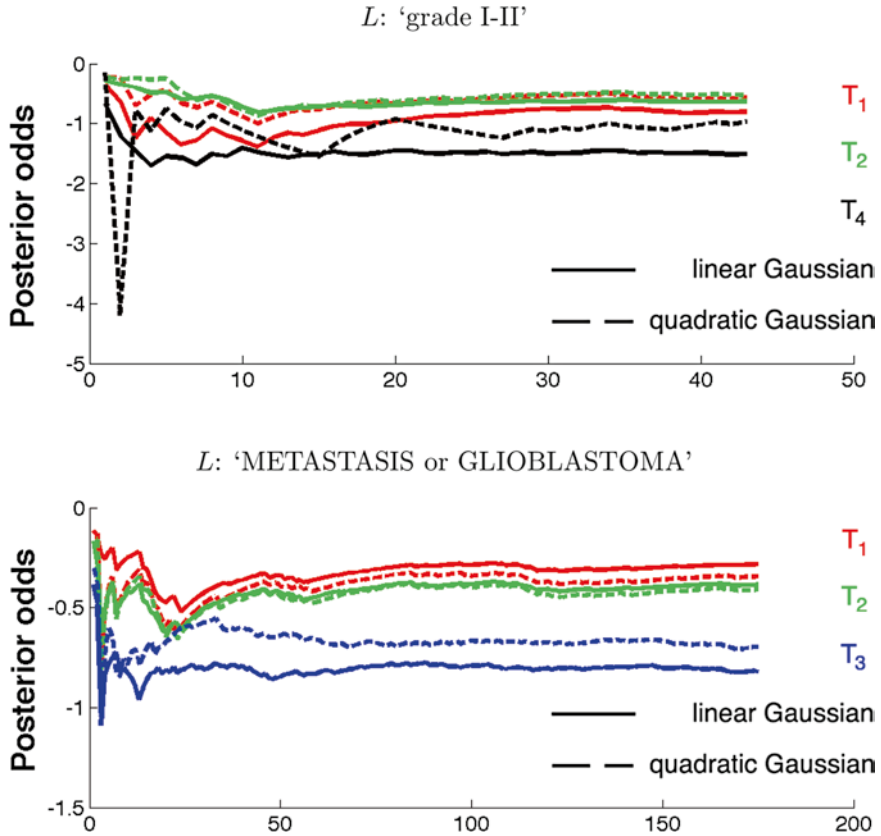 L: ‘grade I-II’
Posterior odds
0
-1
-2
-3
-4
-5
0 10 20 30 40 50
T1
T2
T4
linear Gaussian
quadratic Gaussian
L: ‘METASTASIS or GLIOBLASTOMA’
Posterior odds
0
-0.5
-1
-1.5
0 50 100 150 200
T1
T2
T3
linear Gaussian
quadratic Gaussian